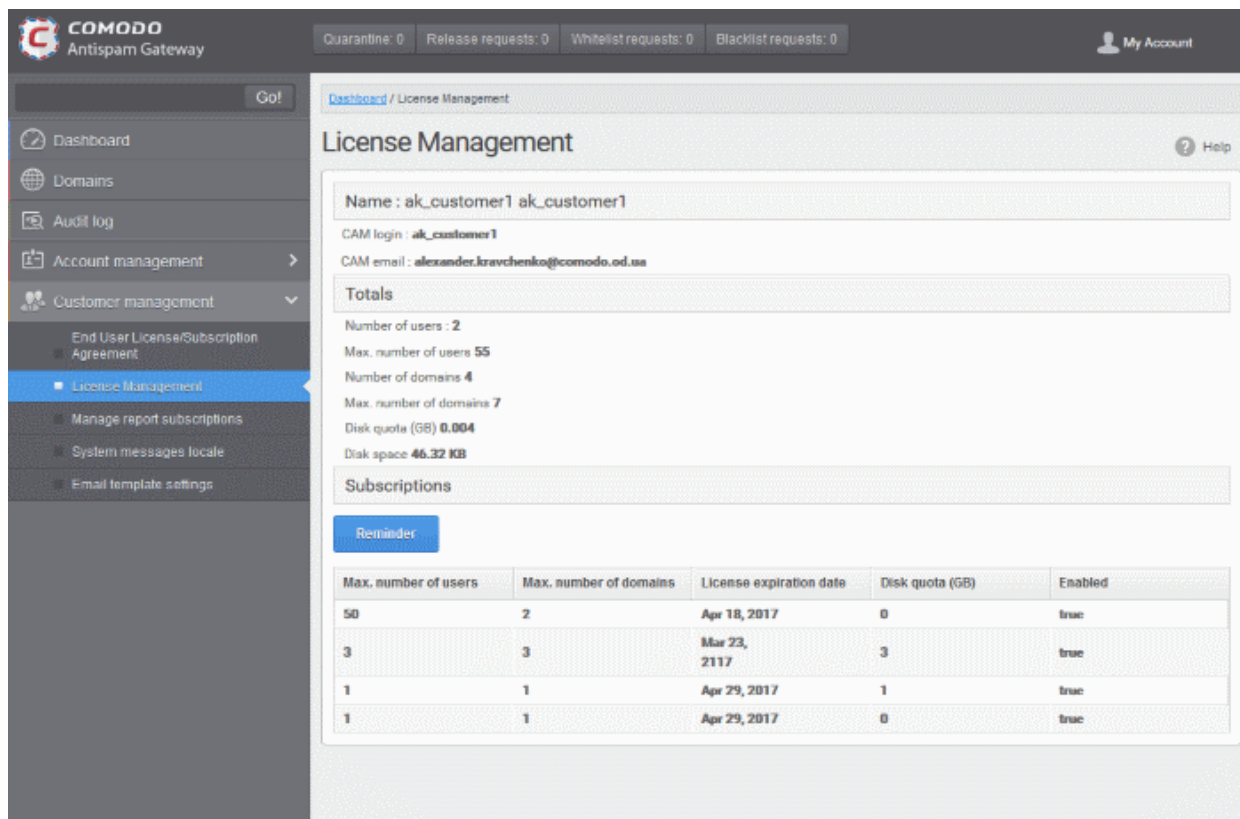 COMODO
Antispam Gateway
Quarantine: 0 Release requests: 0 Whitelist requests: 0 Blacklist requests: 0
My Account
Go!
Dashboard
Domains
Audit log
Account management
Customer management
End User License/Subscription
Agreement
License Management
Manage report subscriptions
System messages locale
Email template settings
Dashboard / License Management
License Management
Help
Name : ak_customer1 ak_customer1
CAM login : ak_customer1
CAM email : alexander.kravchenko@comodo.od.ua
Totals
Number of users : 2
Max. number of users 55
Number of domains 4
Max. number of domains 7
Disk quota (GB) 0.004
Disk space 46.32 KB
Subscriptions
Reminder
Max. number of users Max. number of domains License expiration date Disk quota (GB) Enabled
50 2 Apr 18, 2017 0 true
3 3 Mar 23, 2117 3 true
1 1 Apr 29, 2017 1 true
1 1 Apr 29, 2017 0 true